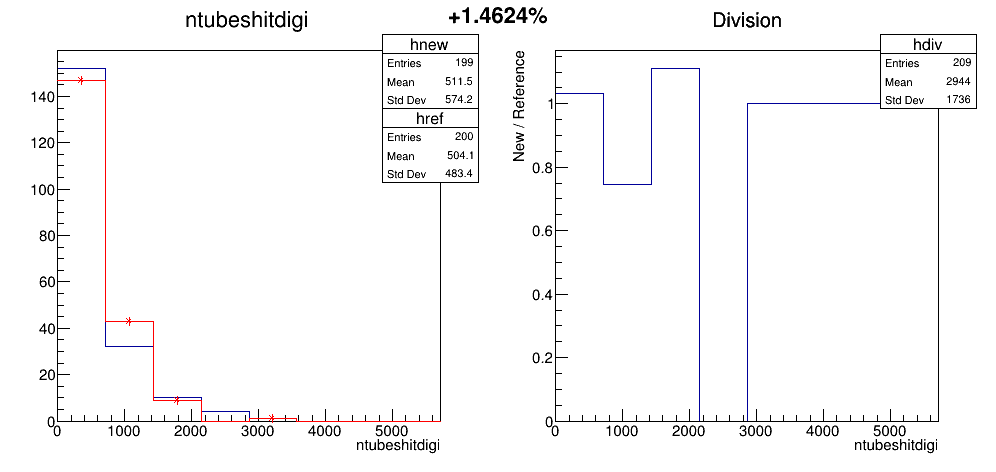 +1.4624%
ntubeshitdigi
hnew
Entries 199
Mean 511.5
Std Dev 574.2
href
Entries 200
Mean 504.1
Std Dev 483.4
140
120
100
80
60
40
20
0
0 1000 2000 3000 4000 5000
ntubeshitdigi
Division
hdiv
Entries 209
Mean 2944
Std Dev 1736
New / Reference
1
0.8
0.6
0.4
0.2
0
0 1000 2000 3000 4000 5000
ntubeshitdigi